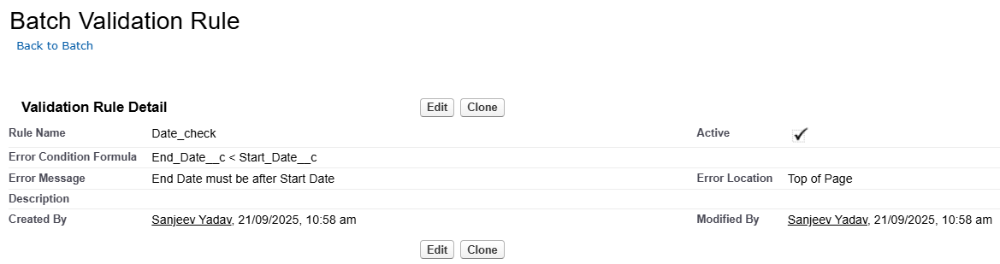 Batch Validation Rule
Back to Batch
Validation Rule Detail Edit Clone
Rule Name Date_check Active
Error Condition Formula End_Date__c < Start_Date__c
Error Message End Date must be after Start Date Error Location Top of Page
Description
Created By Sanjeev Yadav, 21/09/2025, 10:58 am Modified By Sanjeev Yadav, 21/09/2025, 10:58 am
Edit Clone